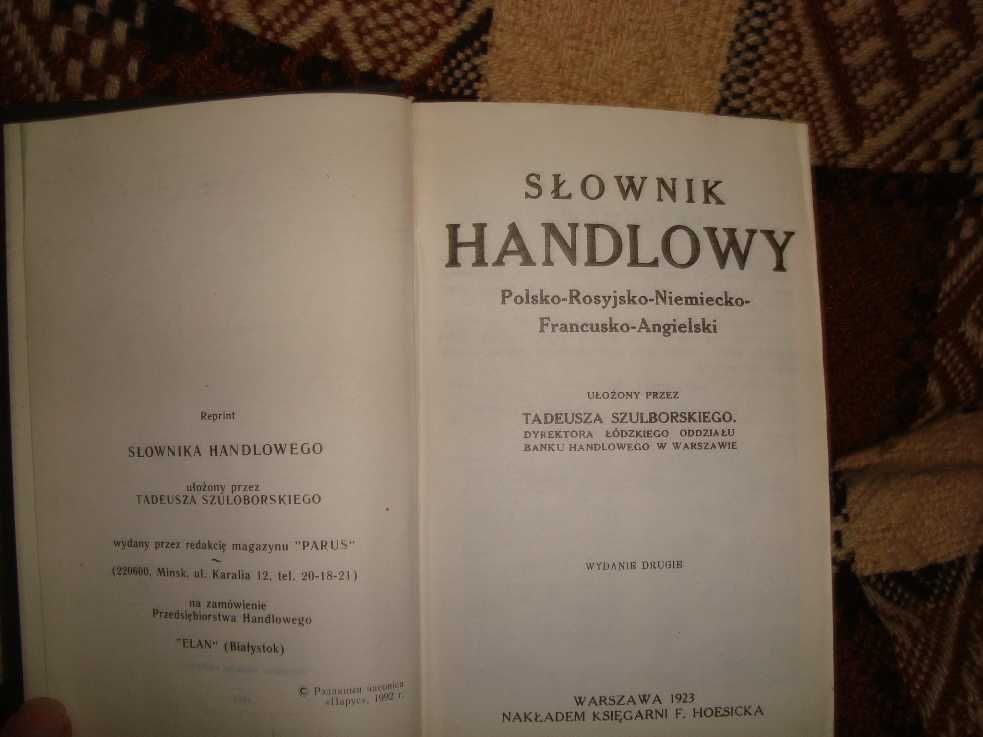 Reprint
SŁOWNIKA HANDLOWEGO
ułożony przez
TADEUSZA SZULOBORSKIEGO
wydany przez redakcję magazynu "PARUS"
(220600, Minsk, ul. Karalia 12, tel. 20-18-21)
na zamówienie
Przedsiębiorstwa Handlowego
"ELAN" (Białystok)
© Рэдакцыя часопіса
«Парус», 1992 г.
SŁOWNIK
HANDLOWY
Polsko-Rosyjsko-Niemiecko-
Francusko-Angielski
UŁOŻONY PRZEZ
TADEUSZA SZULBORSKIEGO.
DYREKTORA ŁÓDZKIEGO ODDZIAŁU
BANKU HANDLOWEGO W WARSZAWIE
WYDANIE DRUGIE
WARSZAWA 1923
NAKŁADEM KSIĘGARNI F. HOESICKA